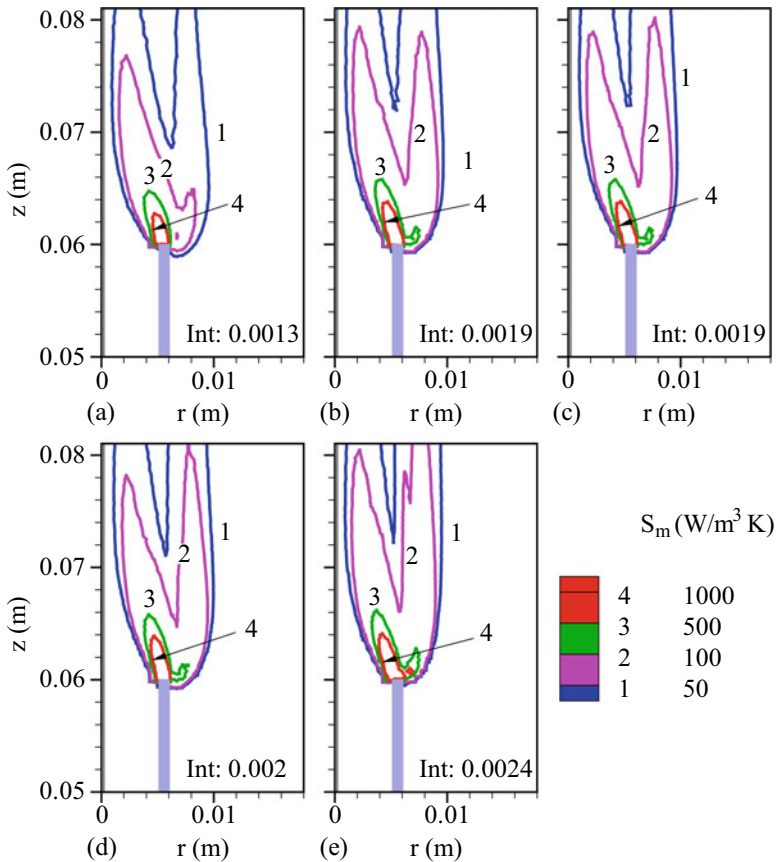 0.08
0.07
0.06
0.05
z (m)
1
2
3
4
Int: 0.0013
0
0.01
(a)
r (m)
1
2
3
4
Int: 0.0019
0
0.01
(b)
r (m)
1
2
3
4
Int: 0.0019
0
0.01
(c)
r (m)
0.08
0.07
0.06
0.05
z (m)
1
2
3
4
Int: 0.002
0
0.01
(d)
r (m)
1
2
3
4
Int: 0.0024
0
0.01
(e)
r (m)
Sₘ (W/m³ K)
4 1000
3 500
2 100
1 50